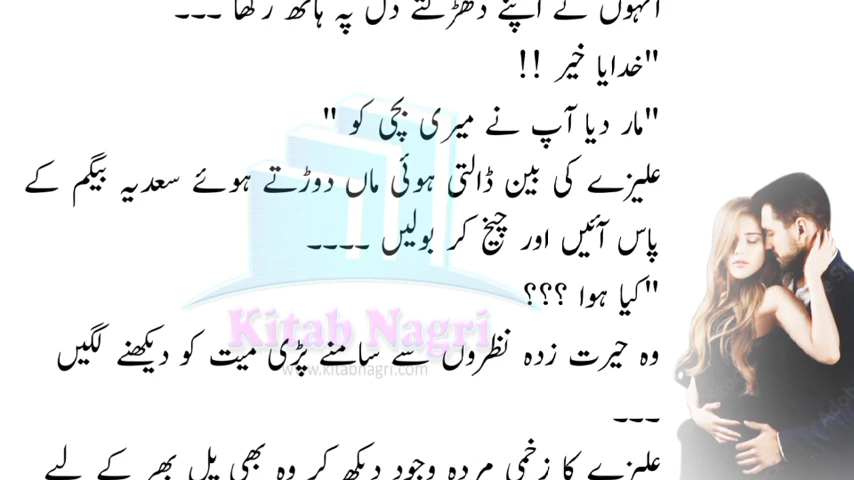 انہوں نے اپنے دھڑکتے دل پہ ہاتھ رکھا ۔۔۔
"خدایا خیر !!
"مار دیا آپ نے میری بچی کو "
علیزے کی بین ڈالتی ہوئی ماں دوڑتے ہوئے سعدیہ بیگم کے
پاس آئیں اور چیخ کر بولیں ۔۔۔۔
"کیا ہوا ؟؟؟
وہ حیرت زدہ نظروں سے سامنے پڑی میت کو دیکھنے لگیں
۔۔۔
علیزے کا زخمی مردہ وجود دیکھ کر وہ بھی پل بھر کے لیے
Kitab Nagri
www.kitabnagri.com